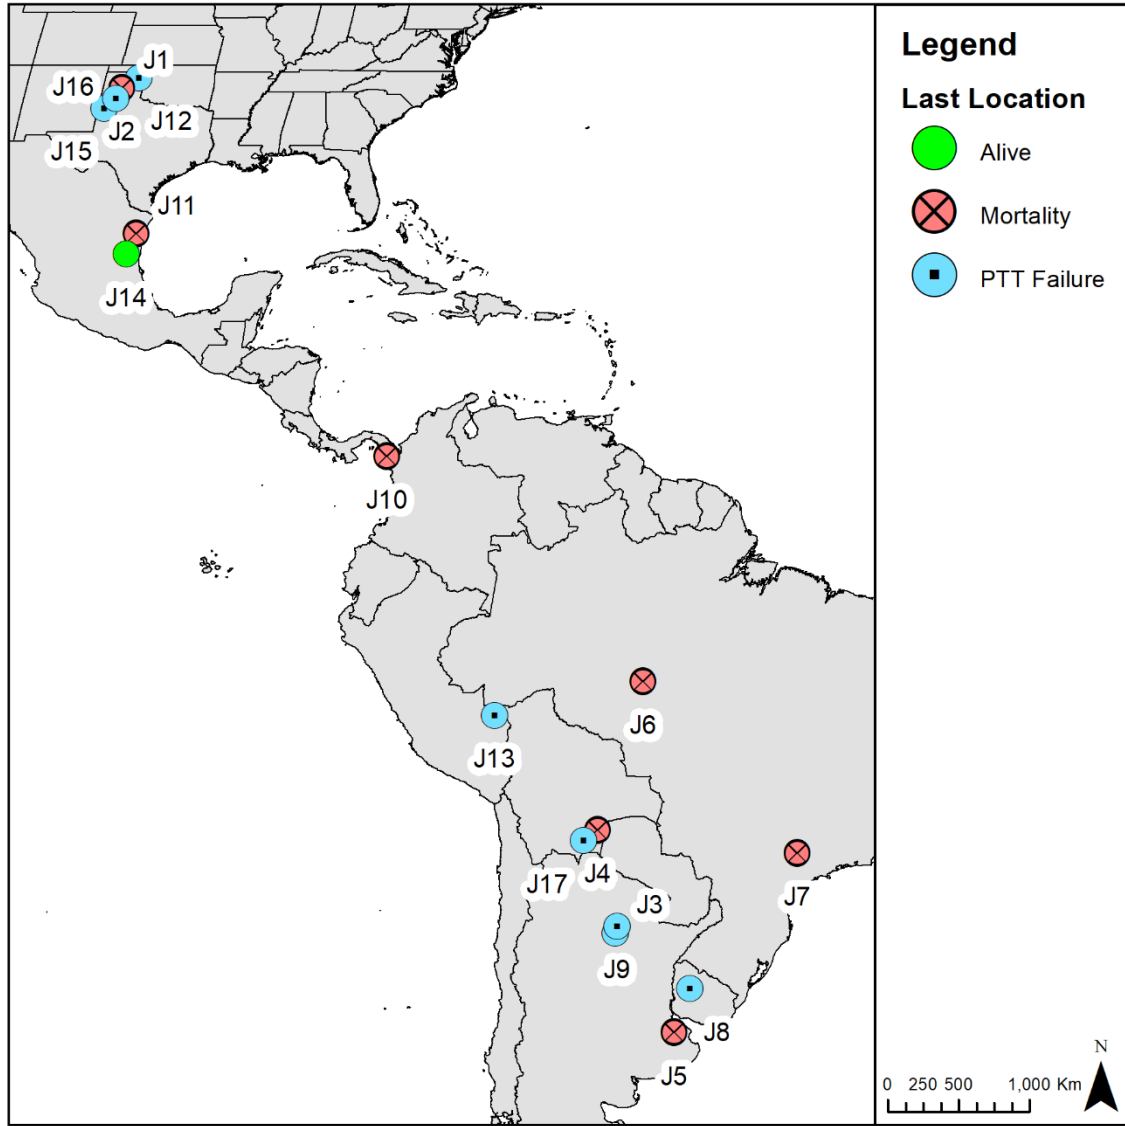 Legend
Last Location
Alive
Mortality
PTT Failure
J1
J16
J12
J2
J15
J11
J14
J10
J6
J13
J4
J17
J7
J3
J9
J8
J5
N
0 250 500 1,000 Km